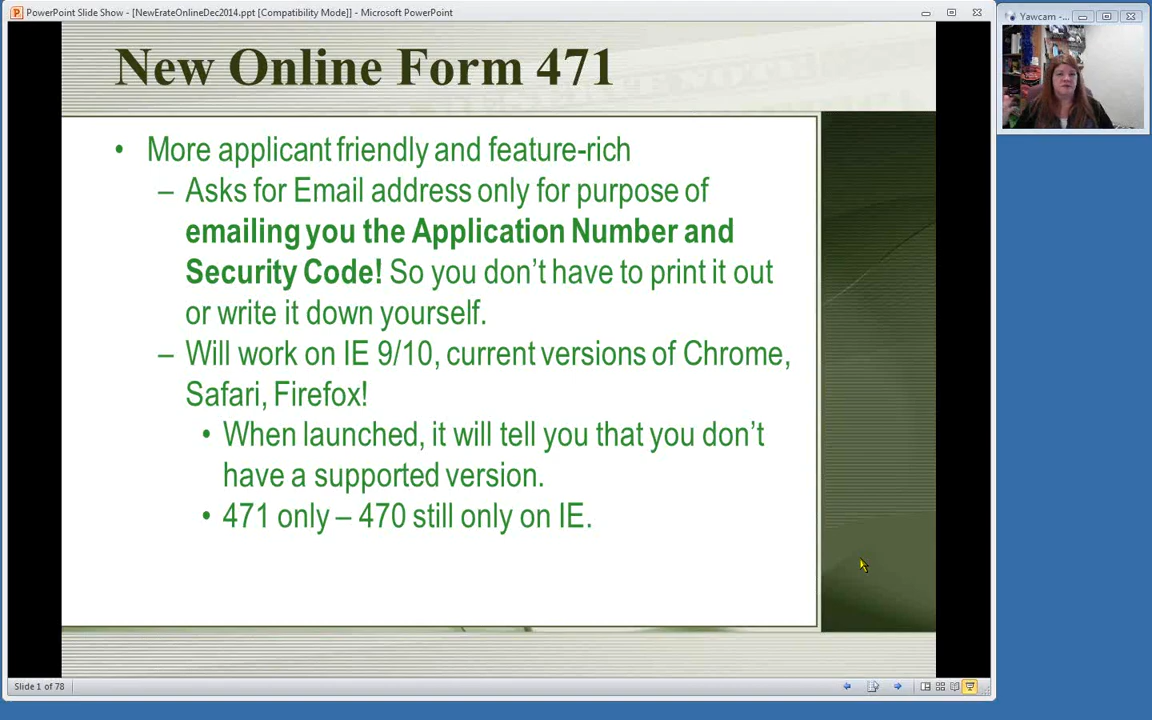 PowerPoint Slide Show - [NewErateOnlineDec2014.ppt [Compatibility Mode]] - Microsoft PowerPoint
Yawcam -...
New Online Form 471
• More applicant friendly and feature-rich
– Asks for Email address only for purpose of
emailing you the Application Number and
Security Code! So you don't have to print it out
or write it down yourself.
– Will work on IE 9/10, current versions of Chrome,
Safari, Firefox!
• When launched, it will tell you that you don't
have a supported version.
• 471 only – 470 still only on IE.
Slide 1 of 78